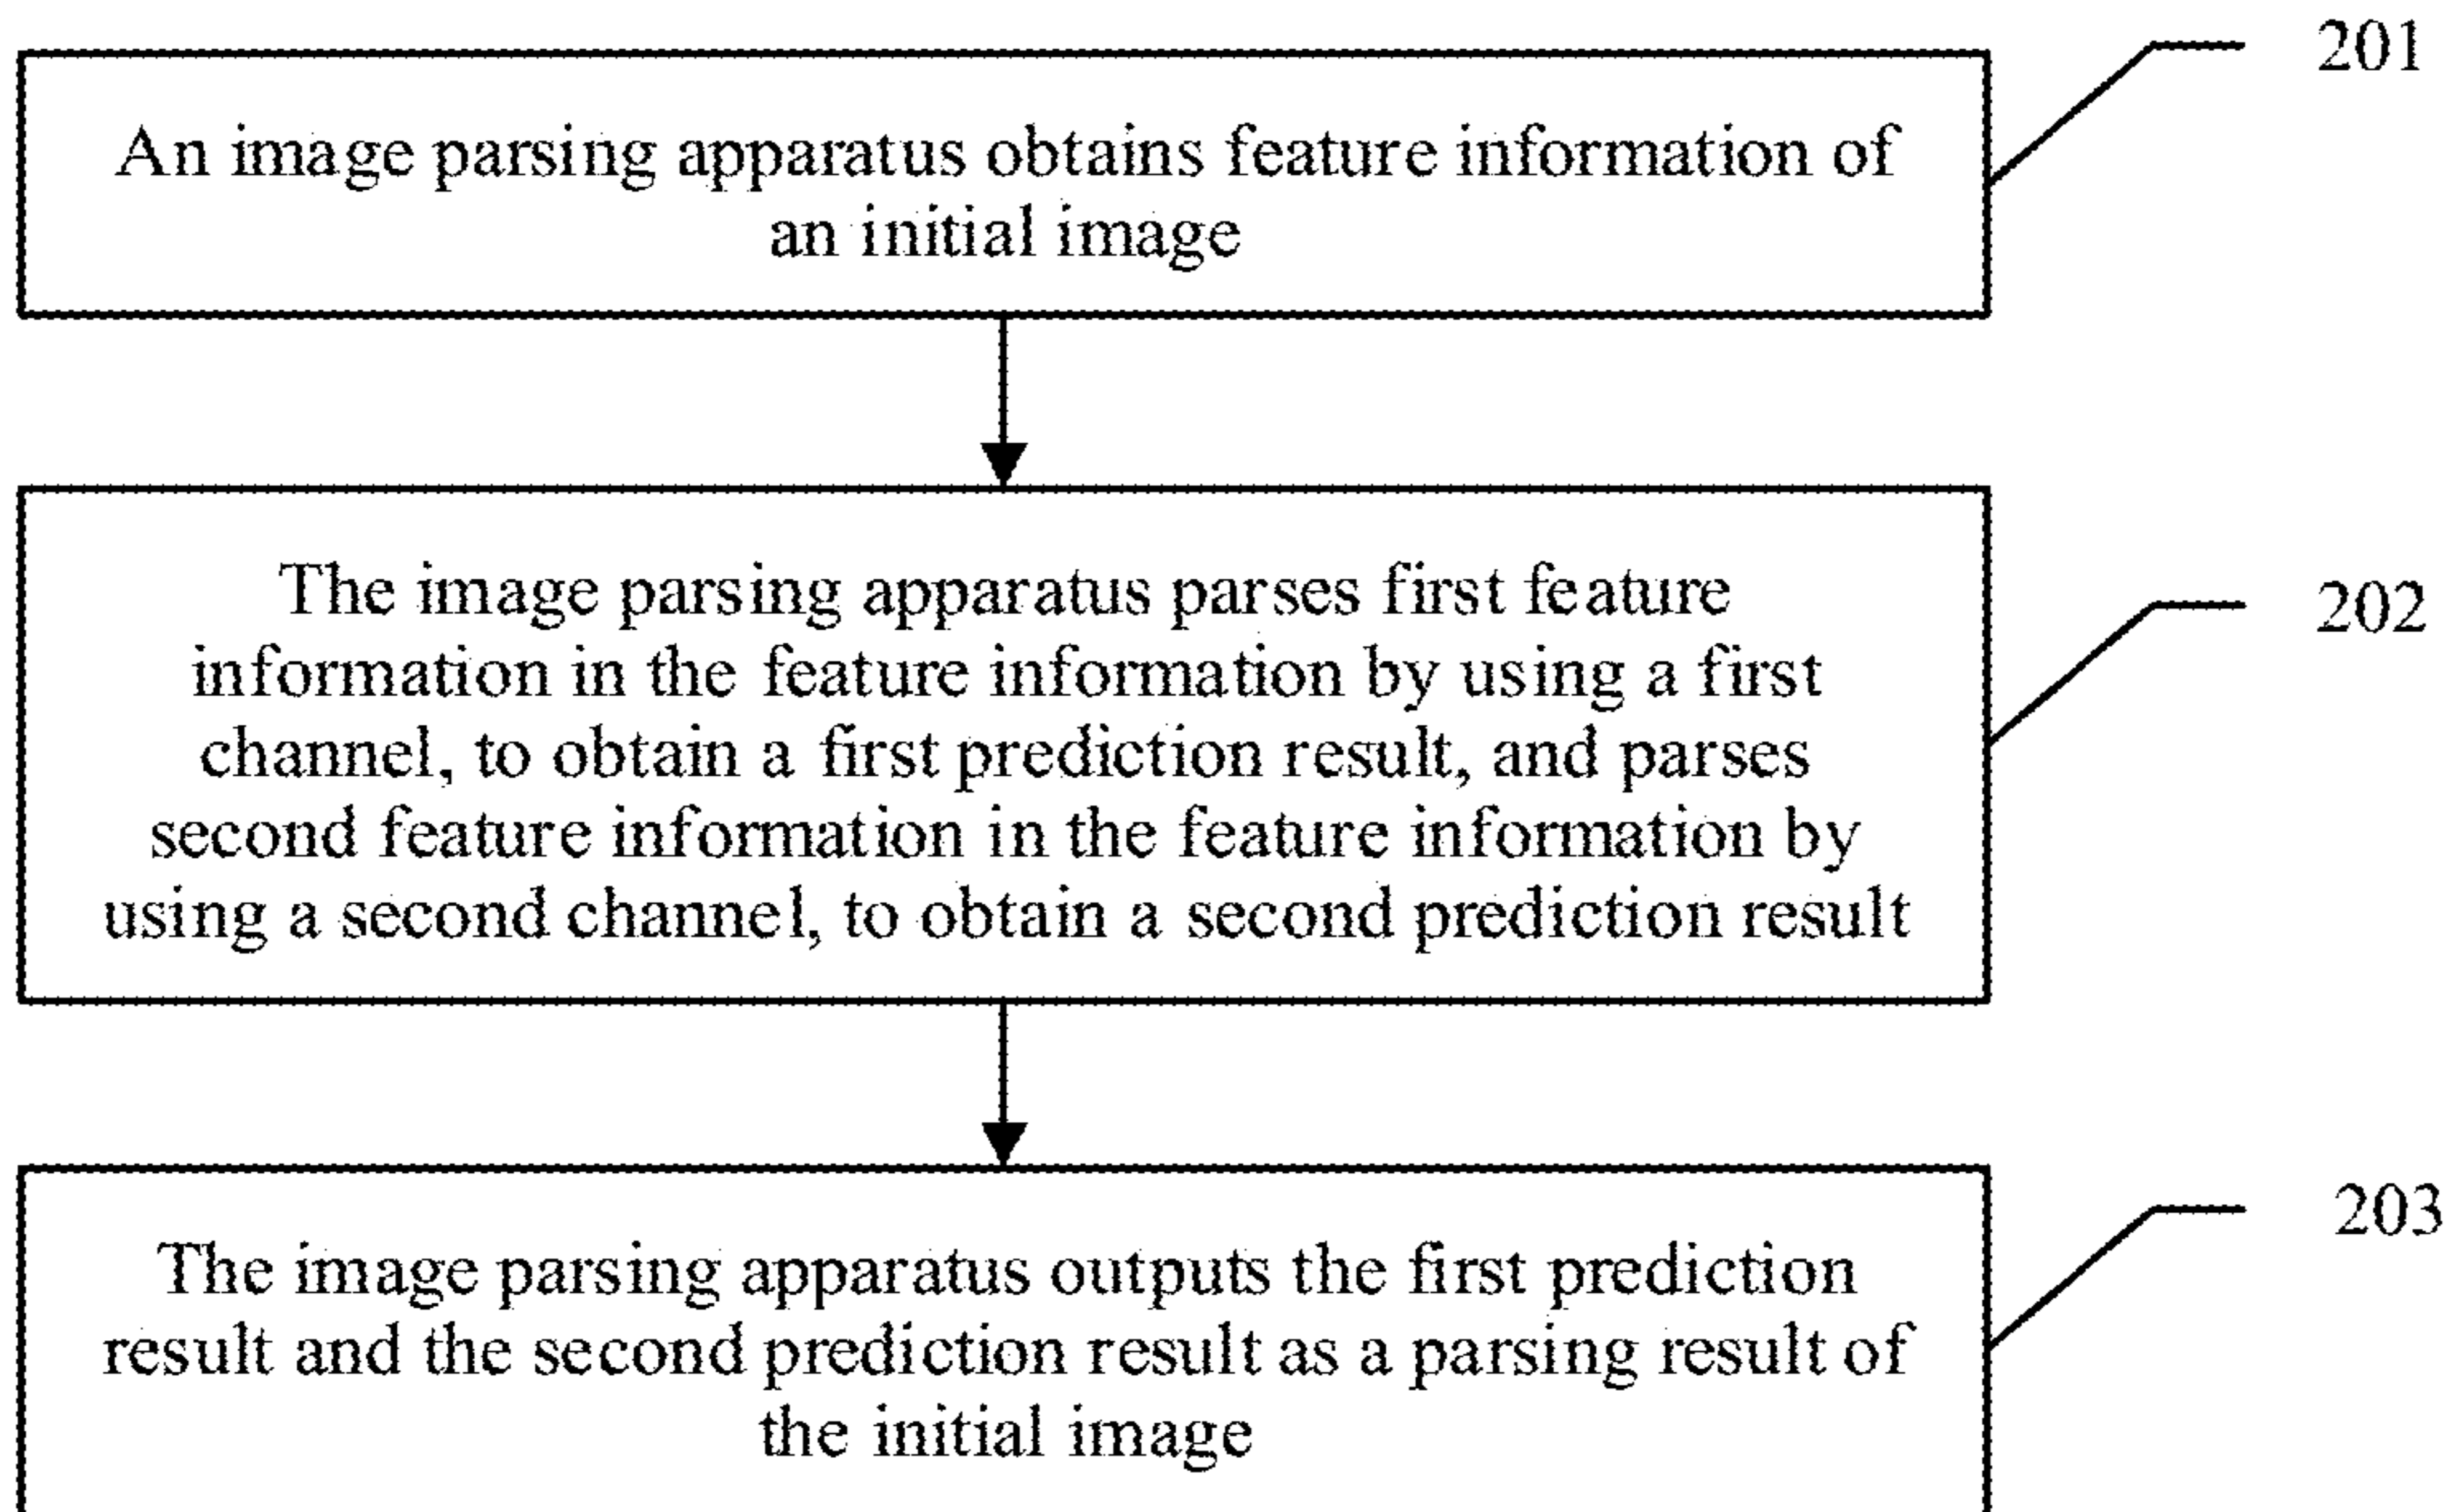 201
An image parsing apparatus obtains feature information of
an initial image
202
The image parsing apparatus parses first feature
information in the feature information by using a first
channel, to obtain a first prediction result, and parses
second feature information in the feature information by
using a second channel, to obtain a second prediction result
203
The image parsing apparatus outputs the first prediction
result and the second prediction result as a parsing result of
the initial image